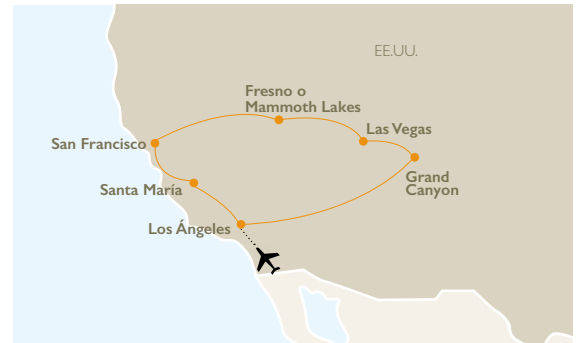 EE.UU.
Fresno o
Mammoth Lakes
Las Vegas
San Francisco
Grand
Canyon
Santa María
Los Ángeles